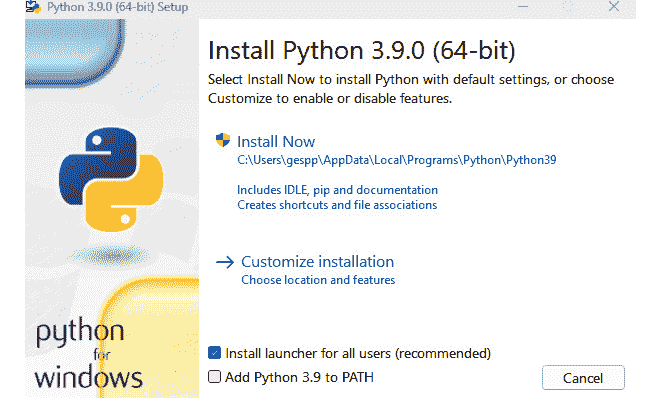 Python 3.9.0 (64-bit) Setup
Install Python 3.9.0 (64-bit)
Select Install Now to install Python with default settings, or choose
Customize to enable or disable features.
Install Now
C:\Users\gespp\AppData\Local\Programs\Python\Python39
Includes IDLE, pip and documentation
Creates shortcuts and file associations
Customize installation
Choose location and features
python
for
windows
Install launcher for all users (recommended)
Add Python 3.9 to PATH
Cancel